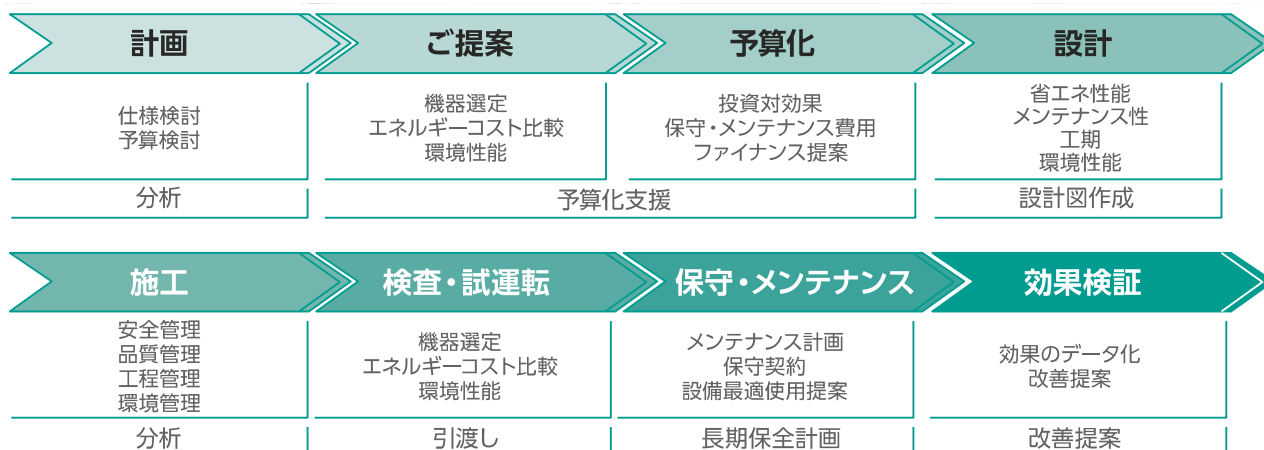 計画
ご提案
予算化
設計
仕様検討
予算検討
機器選定
エネルギーコスト比較
環境性能
投資対効果
保守・メンテナンス費用
ファイナンス提案
省エネ性能
メンテナンス性
工期
環境性能
分析
予算化支援
設計図作成
施工
検査・試運転
保守・メンテナンス
効果検証
安全管理
品質管理
工程管理
環境管理
機器選定
エネルギーコスト比較
環境性能
メンテナンス計画
保守契約
設備最適使用提案
効果のデータ化
改善提案
分析
引渡し
長期保全計画
改善提案